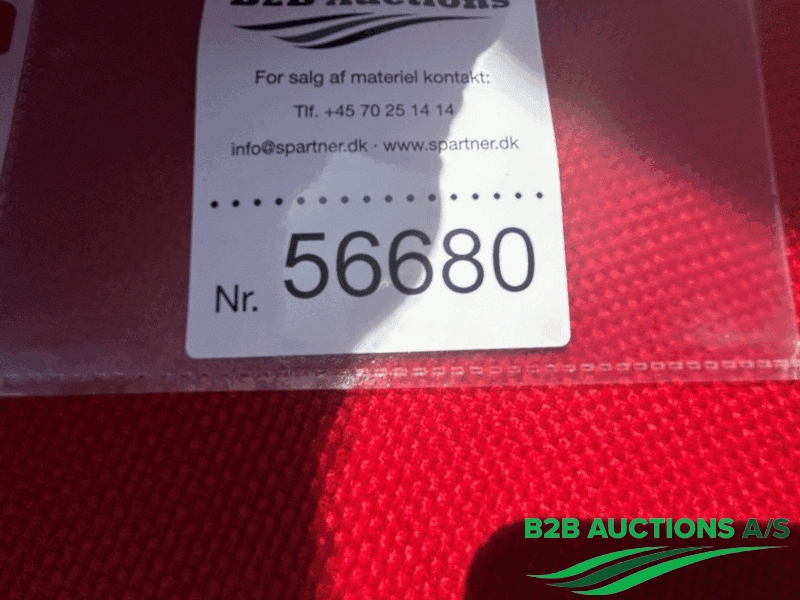 B2B Auctions
For salg af materiel kontakt:
Tlf. +45 70 25 14 14
info@spartner.dk · www.spartner.dk
Nr. 56680
B2B AUCTIONS A/S